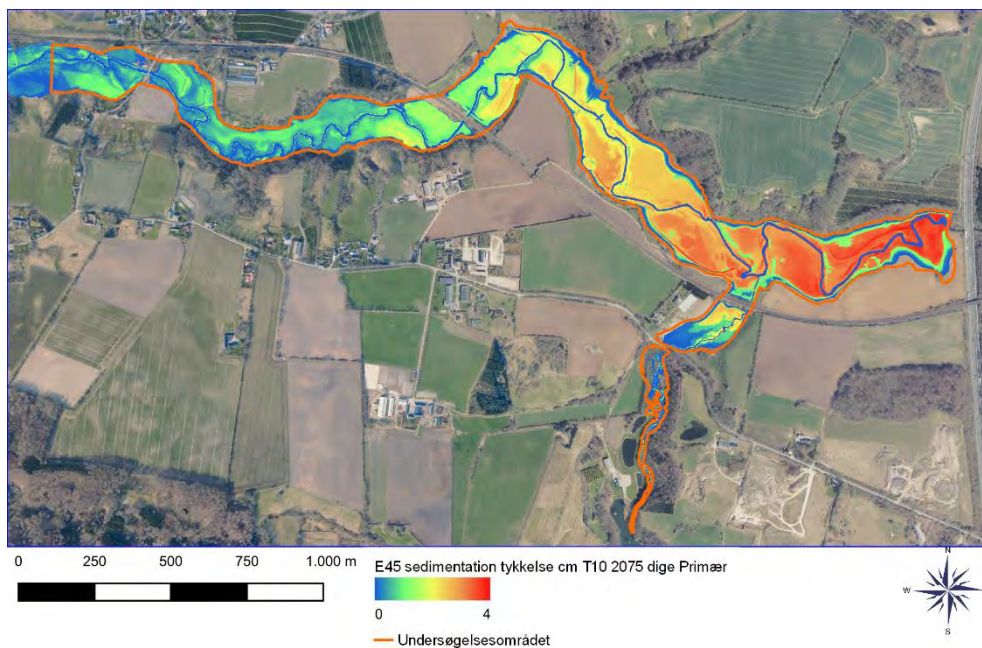 0 250 500 750 1.000 m
E45 sedimentation tykkelse cm T10 2075 dige Primær
0 4
Undersøgelsesområdet
N
W E
S